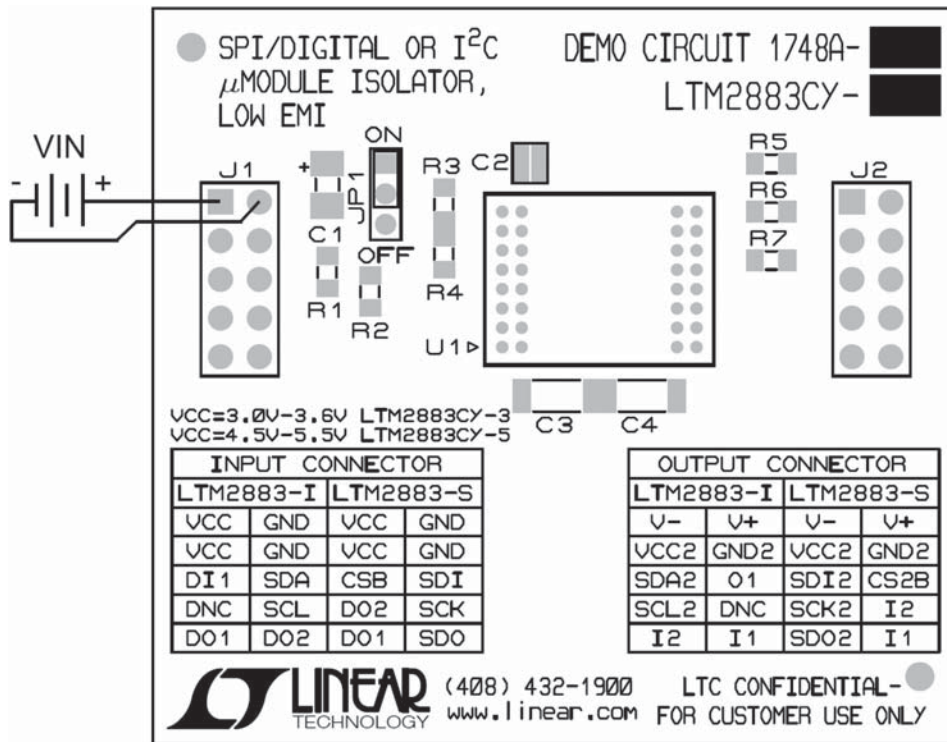 SPI/DIGITAL OR I²C
μMODULE ISOLATOR,
LOW EMI
DEMO CIRCUIT 1748A-
LTM2883CY-
VIN
- +
J1
+
C1
JP1
ON
OFF
R1
R2
R3
R4
C2
U1
C3 C4
R5
R6
R7
J2
VCC=3.0V-3.6V LTM2883CY-3
VCC=4.5V-5.5V LTM2883CY-5
INPUT CONNECTOR
LTM2883-I LTM2883-S
VCC GND VCC GND
VCC GND VCC GND
DI1 SDA CSB SDI
DNC SCL DO2 SCK
DO1 DO2 DO1 SDO
OUTPUT CONNECTOR
LTM2883-I LTM2883-S
V- V+ V- V+
VCC2 GND2 VCC2 GND2
SDA2 O1 SDI2 CS2B
SCL2 DNC SCK2 I2
I2 I1 SDO2 I1
LINEAR
TECHNOLOGY
(408) 432-1900
www.linear.com
LTC CONFIDENTIAL-
FOR CUSTOMER USE ONLY